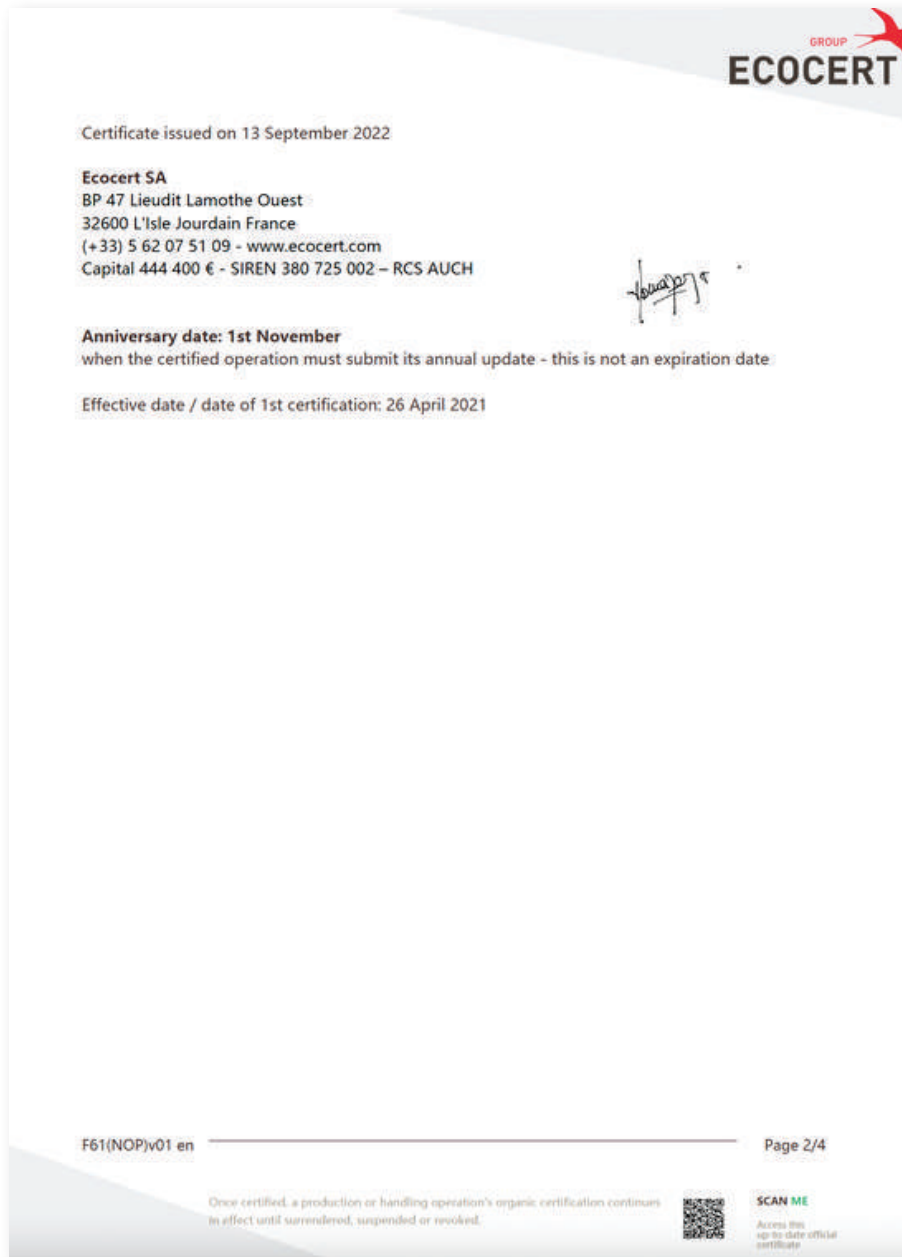 GROUP
ECOCERT
Certificate issued on 13 September 2022
Ecocert SA
BP 47 Lieudit Lamothe Ouest
32600 L'Isle Jourdain France
(+33) 5 62 07 51 09 - www.ecocert.com
Capital 444 400 € - SIREN 380 725 002 – RCS AUCH
Anniversary date: 1st November
when the certified operation must submit its annual update - this is not an expiration date
Effective date / date of 1st certification: 26 April 2021
F61(NOP)v01 en
Page 2/4
Once certified, a production or handling operation's organic certification continues
in effect until surrendered, suspended or revoked.
SCAN ME
Access this
up-to-date official
certificate